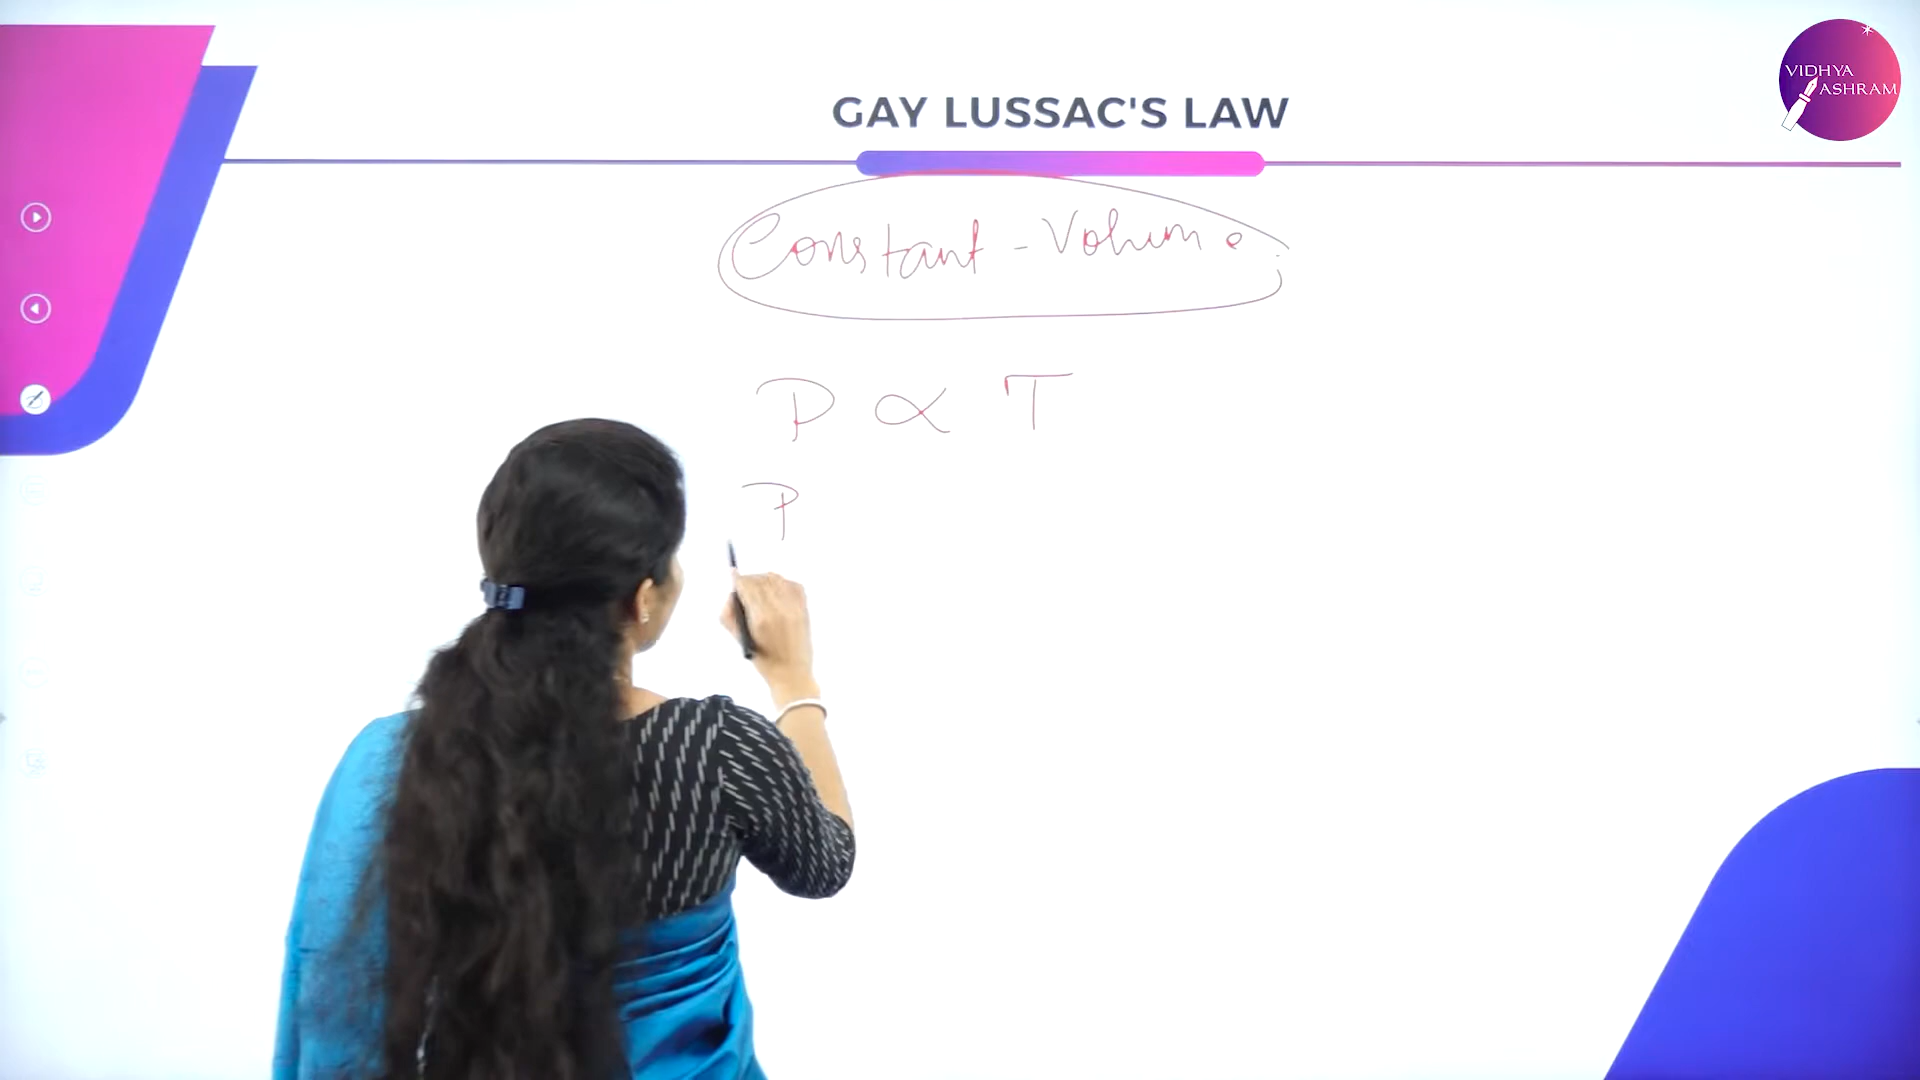 VIDHYA
ASHRAM
GAY LUSSAC'S LAW
Constant - Volume
P ∝ T
P